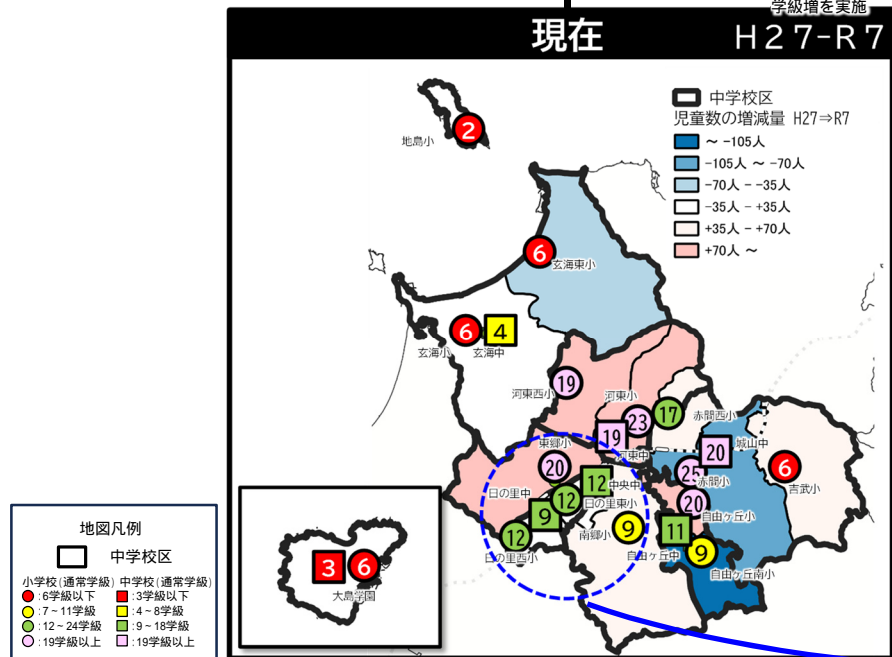 学級増を実施
現在
H27-R7
中学校区
児童数の増減量 H27⇒R7
～ -105人
-105人 ～ -70人
-70人 - -35人
-35人 - +35人
+35人 - +70人
+70人 ～
2
地島小
6
玄海東小
6
4
玄海小
玄海中
19
河東西小
河東小
23
17
赤間西小
19
河東中
20
城山中
東郷小
20
25
赤間小
6
吉武小
12
中央中
日の里中
12
日の里東小
20
自由ヶ丘小
9
9
南郷小
11
自由ヶ丘中
12
日の里西小
9
自由ヶ丘南小
3
6
大島学園
地図凡例
中学校区
小学校(通常学級) 中学校(通常学級)
:6学級以下 :3学級以下
:7～11学級 :4～8学級
:12～24学級 :9～18学級
:19学級以上 :19学級以上